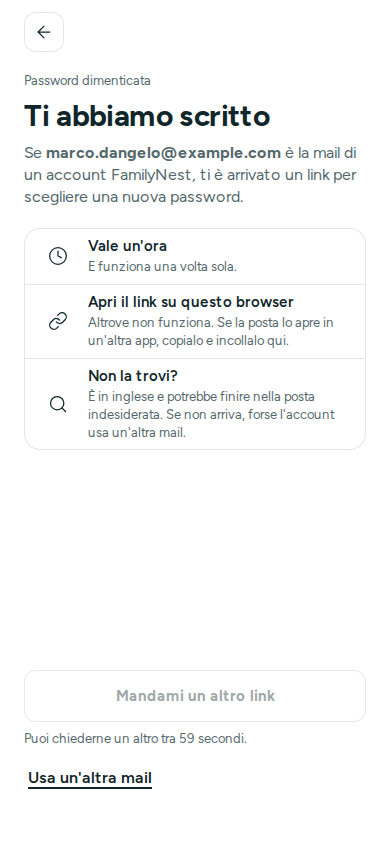 Password dimenticata
Ti abbiamo scritto
Se marco.dangelo@example.com è la mail di
un account FamilyNest, ti è arrivato un link per
scegliere una nuova password.
Vale un'ora
E funziona una volta sola.
Apri il link su questo browser
Altrove non funziona. Se la posta lo apre in
un'altra app, copialo e incollalo qui.
Non la trovi?
È in inglese e potrebbe finire nella posta
indesiderata. Se non arriva, forse l'account
usa un'altra mail.
Mandami un altro link
Puoi chiederne un altro tra 59 secondi.
Usa un'altra mail